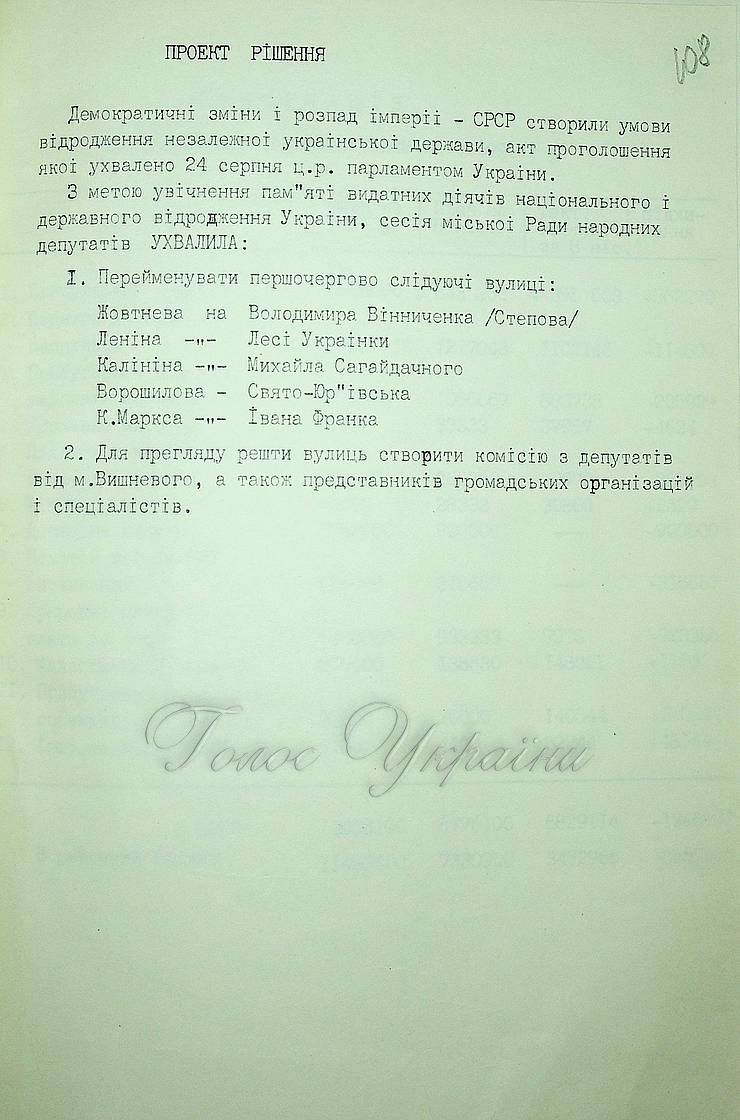 ПРОЕКТ РІШЕННЯ
108
Демократичні зміни і розпад імперії - СРСР створили умови
відродження незалежної української держави, акт проголошення
якої ухвалено 24 серпня ц.р. парламентом України.
З метою увічнення пам"яті видатних діячів національного і
державного відродження України, сесія міської Ради народних
депутатів УХВАЛИЛА:
1. Перейменувати першочергово слідуючі вулиці:
Жовтнева на Володимира Вінниченка /Степова/
Леніна -"- Лесі Українки
Калініна -"- Михайла Сагайдачного
Ворошилова - Свято-Юр"ївська
К.Маркса -"- Івана Франка
2. Для прегляду решти вулиць створити комісію з депутатів
від м.Вишневого, а також представників громадських організацій
і спеціалістів.
Голос України